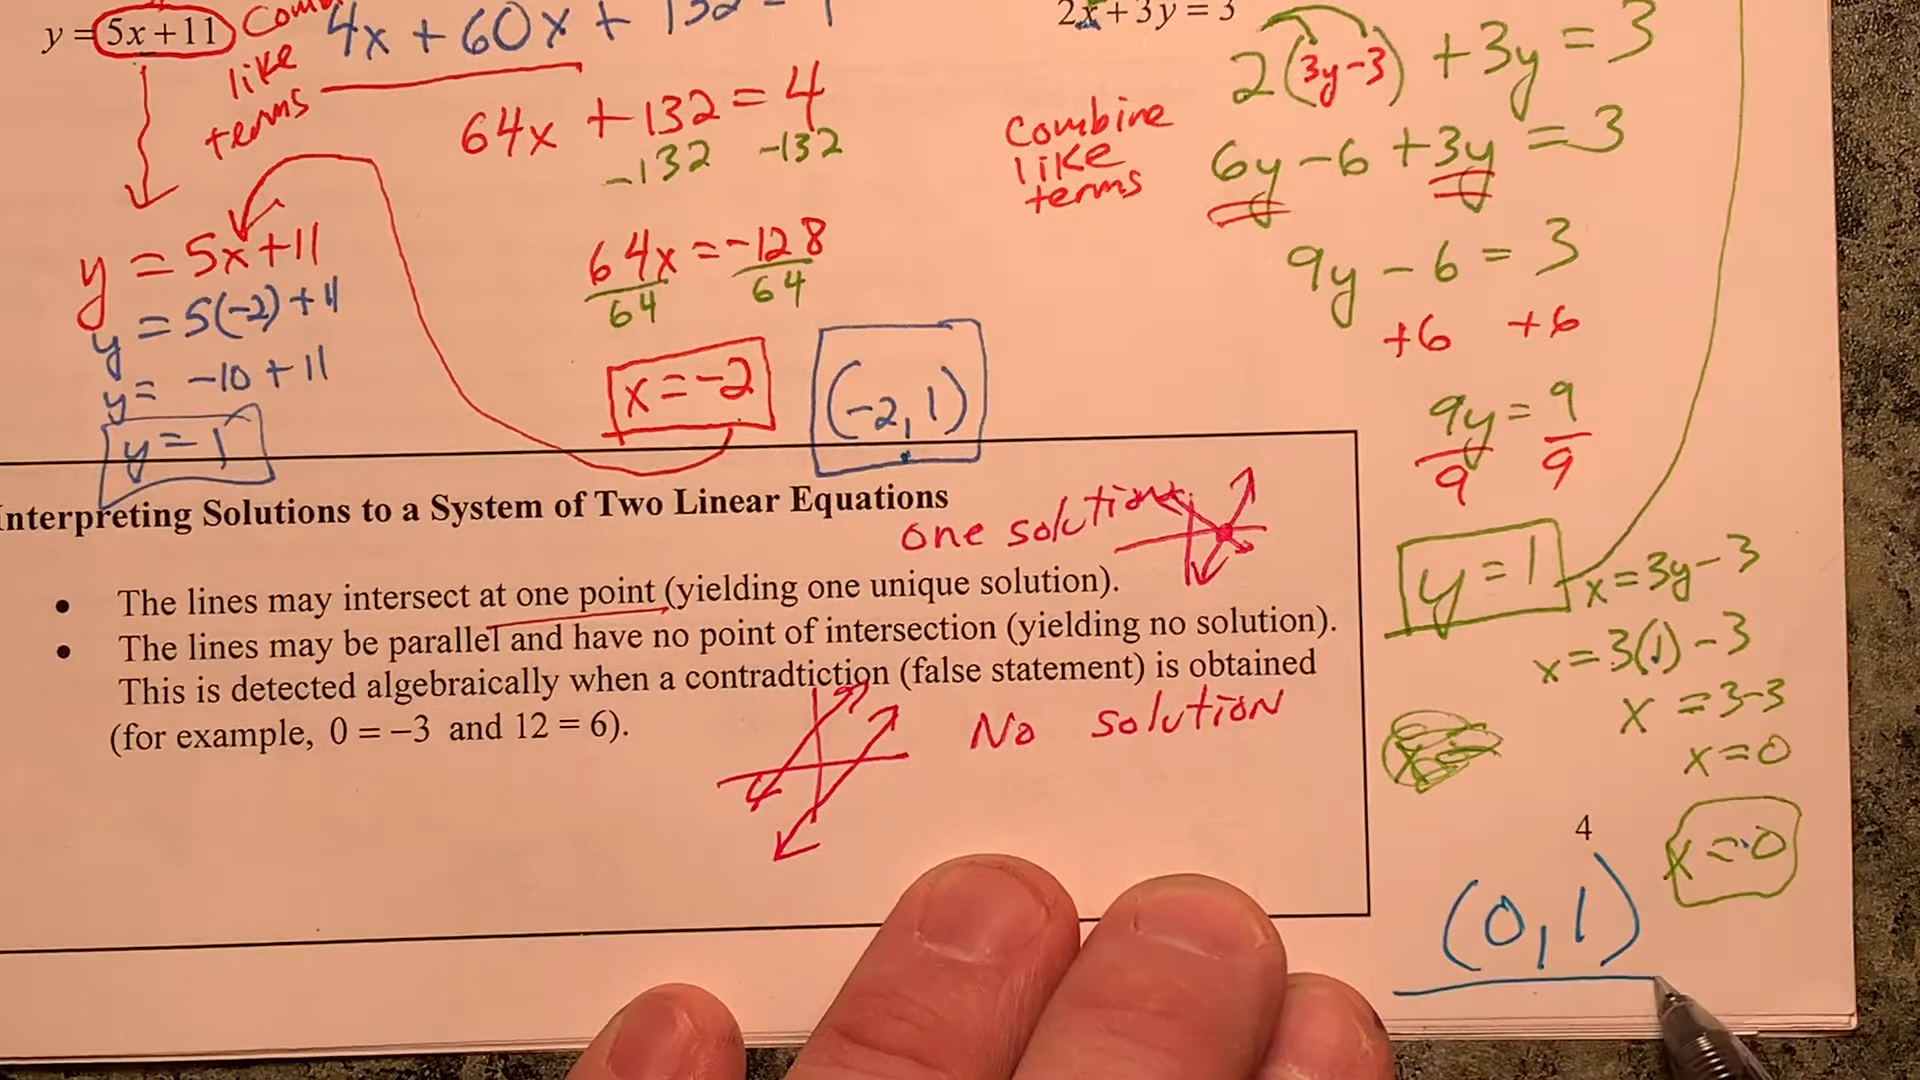 y = 5x + 11
Combine
like
terms
4x + 60x + 132 = 4
64x + 132 = 4
-132 -132
64x = -128
64 64
x = -2
(-2, 1)
y = 5x + 11
y = 5(-2) + 11
y = -10 + 11
y = 1
2x + 3y = 3
2(3y-3) + 3y = 3
Combine
like
terms
6y - 6 + 3y = 3
9y - 6 = 3
+6 +6
9y = 9
9 9
y = 1
x = 3y - 3
x = 3(1) - 3
x = 3-3
x = 0
x = 0
4
(0, 1)
Interpreting Solutions to a System of Two Linear Equations
one solution
• The lines may intersect at one point (yielding one unique solution).
• The lines may be parallel and have no point of intersection (yielding no solution).
This is detected algebraically when a contradtiction (false statement) is obtained
(for example, 0 = −3 and 12 = 6).
No solution